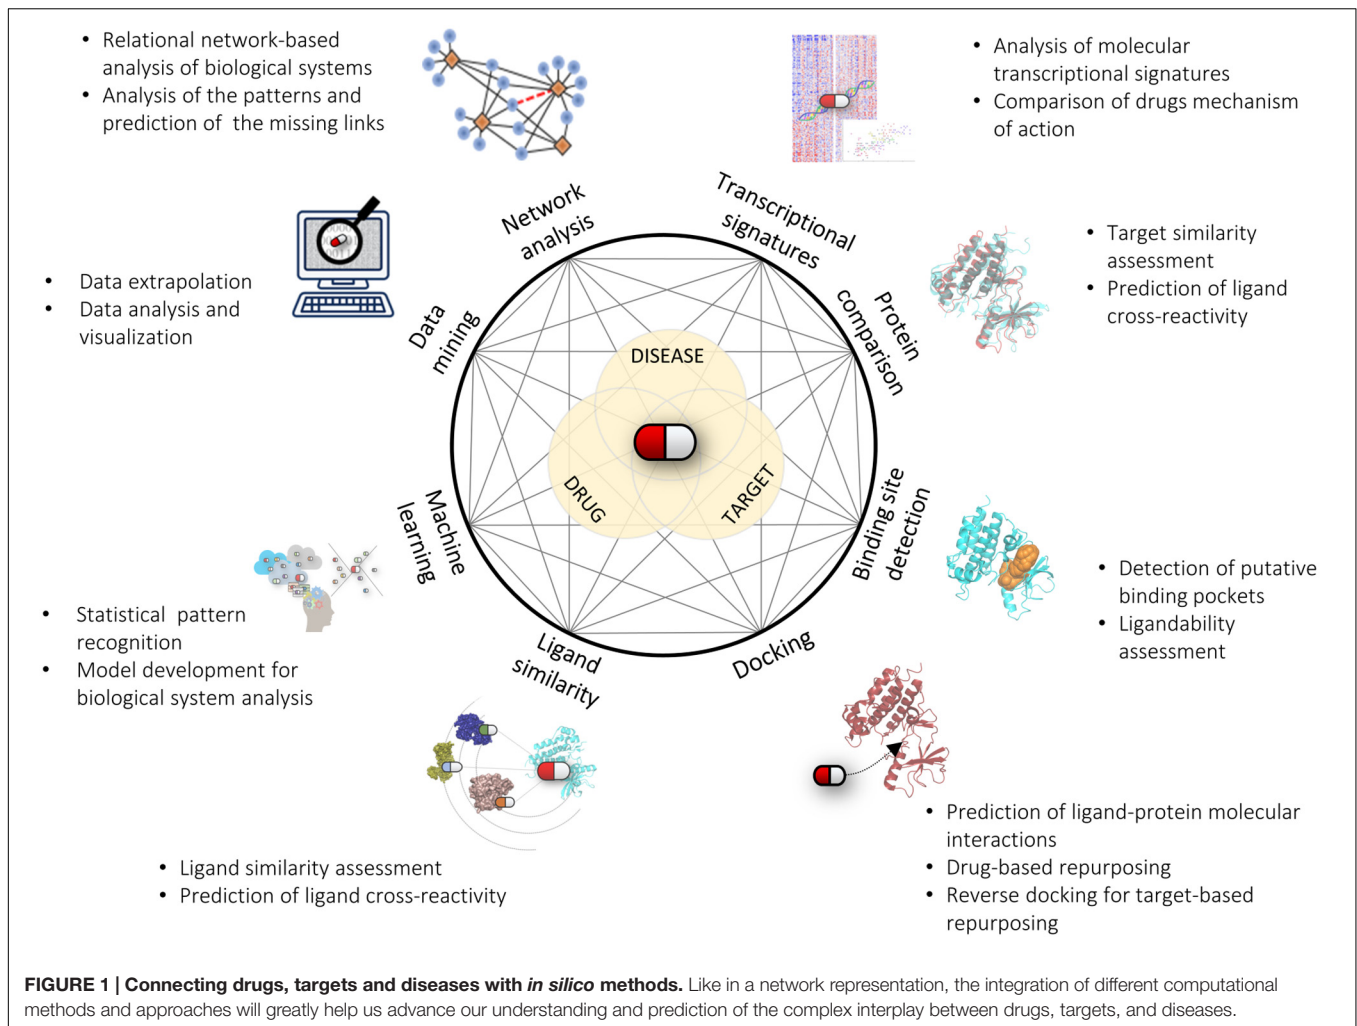 • Relational network-based
analysis of biological systems
• Analysis of the patterns and
prediction of the missing links
• Analysis of molecular
transcriptional signatures
• Comparison of drugs mechanism
of action
Network
analysis
Transcriptional
signatures
• Data extrapolation
• Data analysis and
visualization
Data
mining
Protein
comparison
• Target similarity
assessment
• Prediction of ligand
cross-reactivity
DISEASE
DRUG
TARGET
Machine
learning
Binding site
detection
• Statistical pattern
recognition
• Model development for
biological system analysis
• Detection of putative
binding pockets
• Ligandability
assessment
Ligand
similarity
Docking
• Ligand similarity assessment
• Prediction of ligand cross-reactivity
• Prediction of ligand-protein molecular
interactions
• Drug-based repurposing
• Reverse docking for target-based
repurposing
FIGURE 1 | Connecting drugs, targets and diseases with in silico methods. Like in a network representation, the integration of different computational
methods and approaches will greatly help us advance our understanding and prediction of the complex interplay between drugs, targets, and diseases.